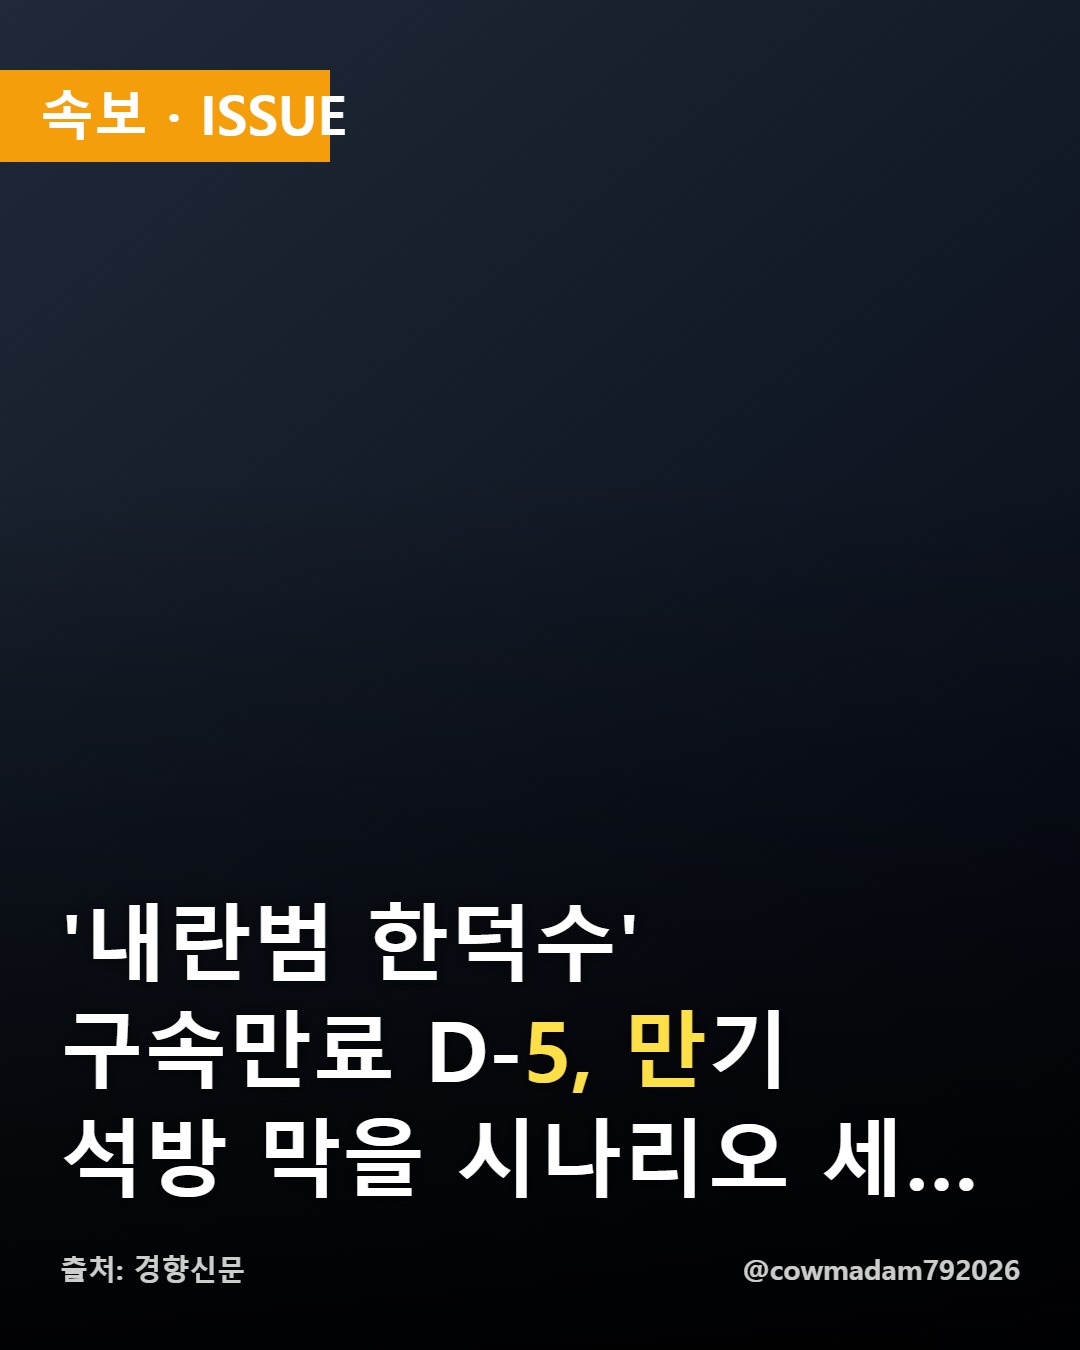 속보 · ISSUE
'내란범 한덕수'
구속만료 D-5, 만기
석방 막을 시나리오 세...
출처: 경향신문
@cowmadam792026